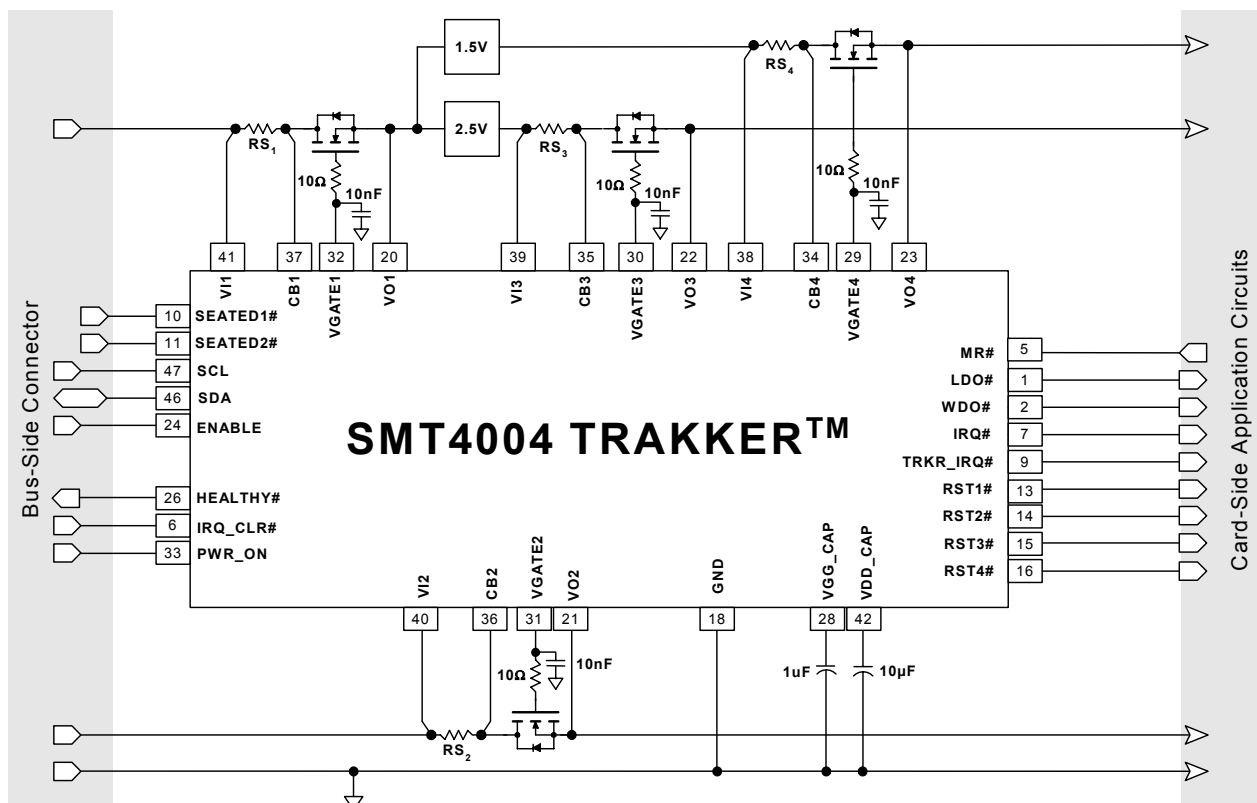 1.5V
RS4
2.5V
RS1
RS3
10Ω
10nF
10Ω
10nF
10Ω
10nF
41
37
32
20
39
35
30
22
38
34
29
23
VI1
CB1
VGATE1
VO1
VI3
CB3
VGATE3
VO3
VI4
CB4
VGATE4
VO4
Bus-Side Connector
10 SEATED1#
11 SEATED2#
47 SCL
46 SDA
24 ENABLE
26 HEALTHY#
6 IRQ_CLR#
33 PWR_ON
SMT4004 TRAKKER™
MR# 5
LDO# 1
WDO# 2
IRQ# 7
TRKR_IRQ# 9
RST1# 13
RST2# 14
RST3# 15
RST4# 16
Card-Side Application Circuits
VI2
CB2
VGATE2
VO2
GND
VGG_CAP
VDD_CAP
40
36
31
21
18
28
42
10Ω
10nF
1uF
10µF
RS2